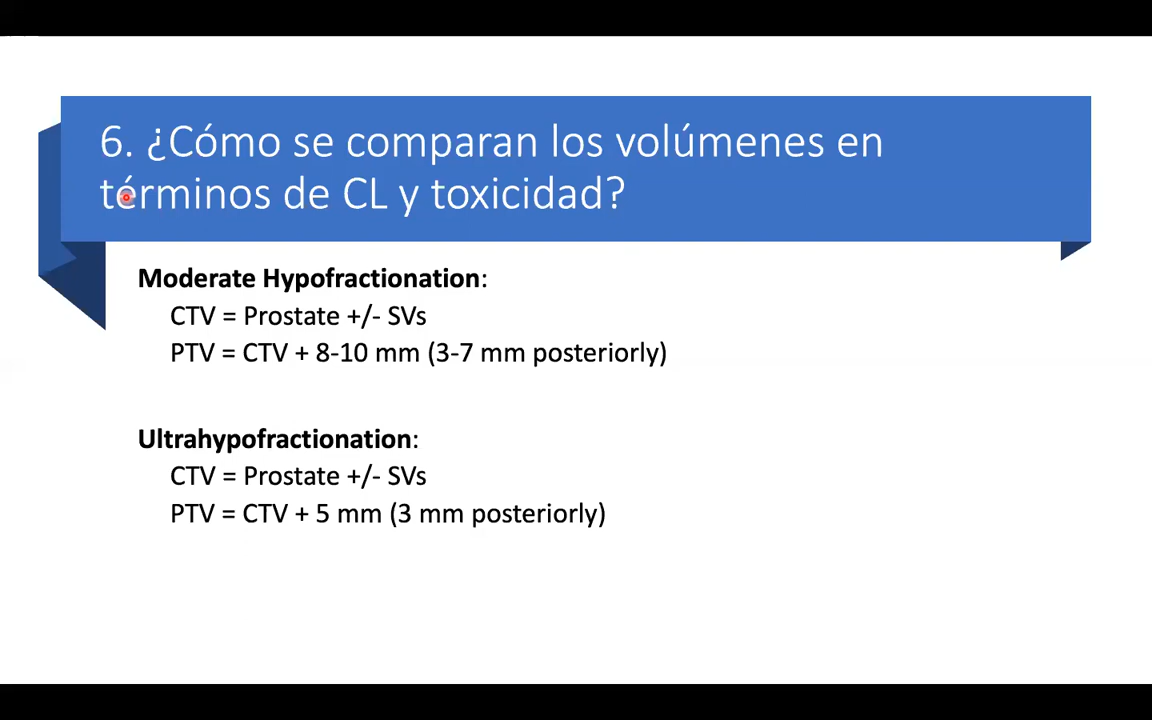 6. ¿Cómo se comparan los volúmenes en
términos de CL y toxicidad?
Moderate Hypofractionation:
CTV = Prostate +/- SVs
PTV = CTV + 8-10 mm (3-7 mm posteriorly)
Ultrahypofractionation:
CTV = Prostate +/- SVs
PTV = CTV + 5 mm (3 mm posteriorly)